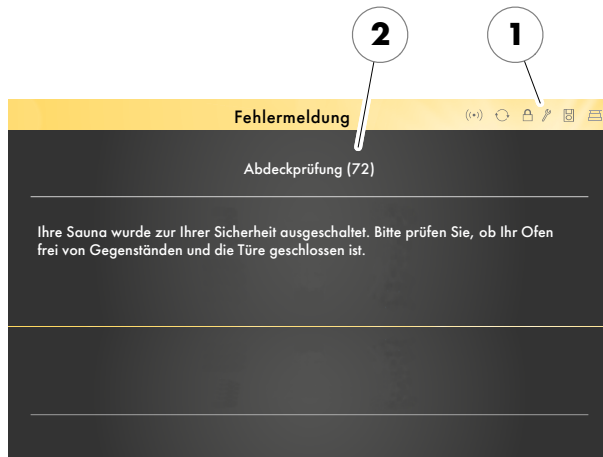 2 1
Fehlermeldung
Abdeckprüfung (72)
Ihre Sauna wurde zur Ihrer Sicherheit ausgeschaltet. Bitte prüfen Sie, ob Ihr Ofen
frei von Gegenständen und die Türe geschlossen ist.